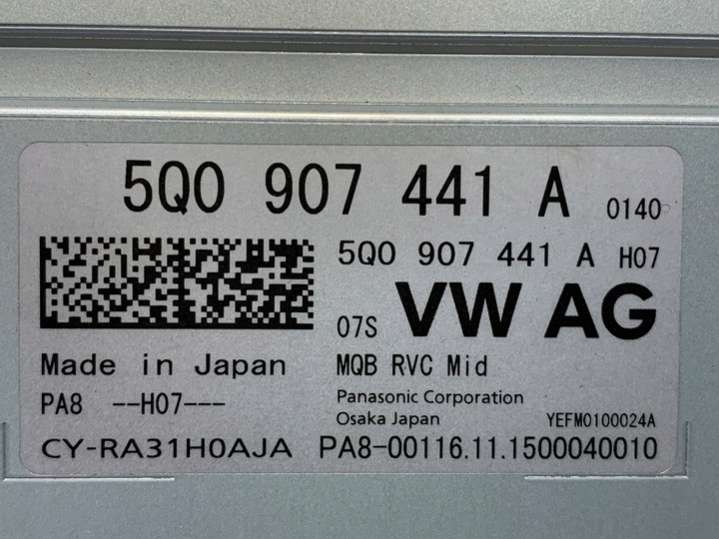 5Q0 907 441 A 0140
5Q0 907 441 A H07
07S VW AG
Made in Japan MQB RVC Mid
PA8 --H07---
Panasonic Corporation
Osaka Japan YEFM0100024A
CY-RA31H0AJA PA8-00116.11.1500040010